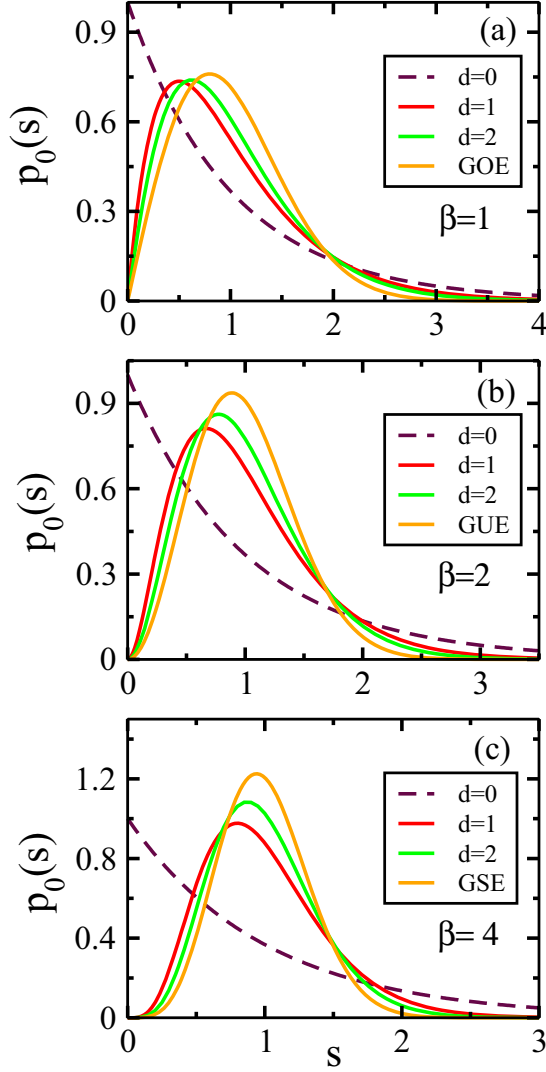 (a)
p0(s)
0.9
0.6
0.3
0
d=0
d=1
d=2
GOE
β=1
0 1 2 3 4
(b)
p0(s)
0.9
0.6
0.3
0
d=0
d=1
d=2
GUE
β=2
0 1 2 3
(c)
p0(s)
1.2
0.8
0.4
0
d=0
d=1
d=2
GSE
β= 4
0 1 2 3
s